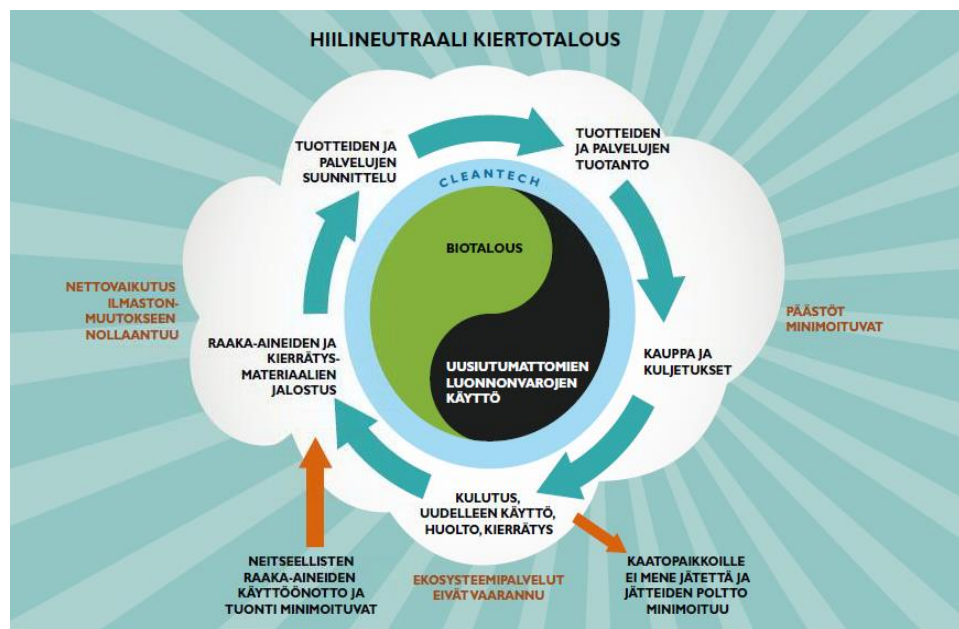 HIILINEUTRAALI KIERTOTALOUS
TUOTTEIDEN JA
PALVELUJEN
SUUNNITTELU
TUOTTEIDEN
JA PALVELUJEN
TUOTANTO
CLEANTECH
BIOTALOUS
NETTOVAIKUTUS
ILMASTON-
MUUTOKSEEN
NOLLAANTUU
PÄÄSTÖT
MINIMOITUVAT
RAAKA-AINEIDEN JA
KIERRÄTYS-
MATERIAALIEN
JALOSTUS
UUSIUTUMATTOMIEN
LUONNONVAROJEN
KÄYTTÖ
KAUPPA JA
KULJETUKSET
KULUTUS,
UUDELLEEN KÄYTTÖ,
HUOLTO, KIERRÄTYS
NEITSEELLISTEN
RAAKA-AINEIDEN
KÄYTTÖÖNOTTO JA
TUONTI MINIMOITUVAT
EKOSYSTEEMIPALVELUT
EIVÄT VAARANNU
KAATOPAIKKOILLE
EI MENE JÄTETTÄ JA
JÄTTEIDEN POLTTO
MINIMOITUU